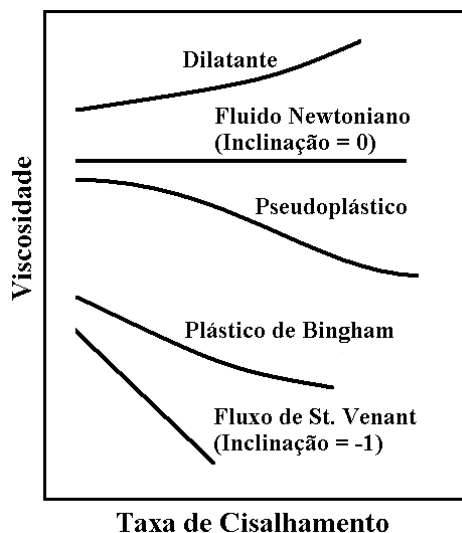 Dilatante
Fluido Newtoniano
(Inclinação = 0)
Pseudoplástico
Plástico de Bingham
Fluxo de St. Venant
(Inclinação = -1)
Viscosidade
Taxa de Cisalhamento